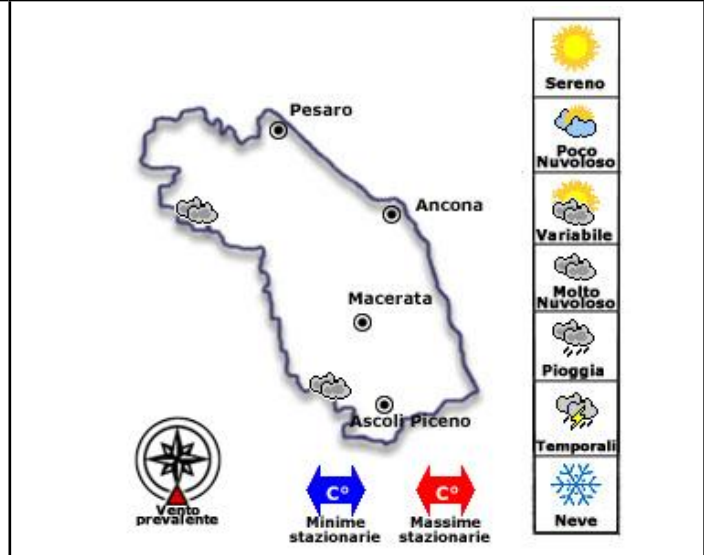 Pesaro
Ancona
Macerata
Ascoli Piceno
Vento
prevalente
C°
Minime
stazionarie
C°
Massime
stazionarie
Sereno
Poco
Nuvoloso
Variabile
Molto
Nuvoloso
Pioggia
Temporali
Neve